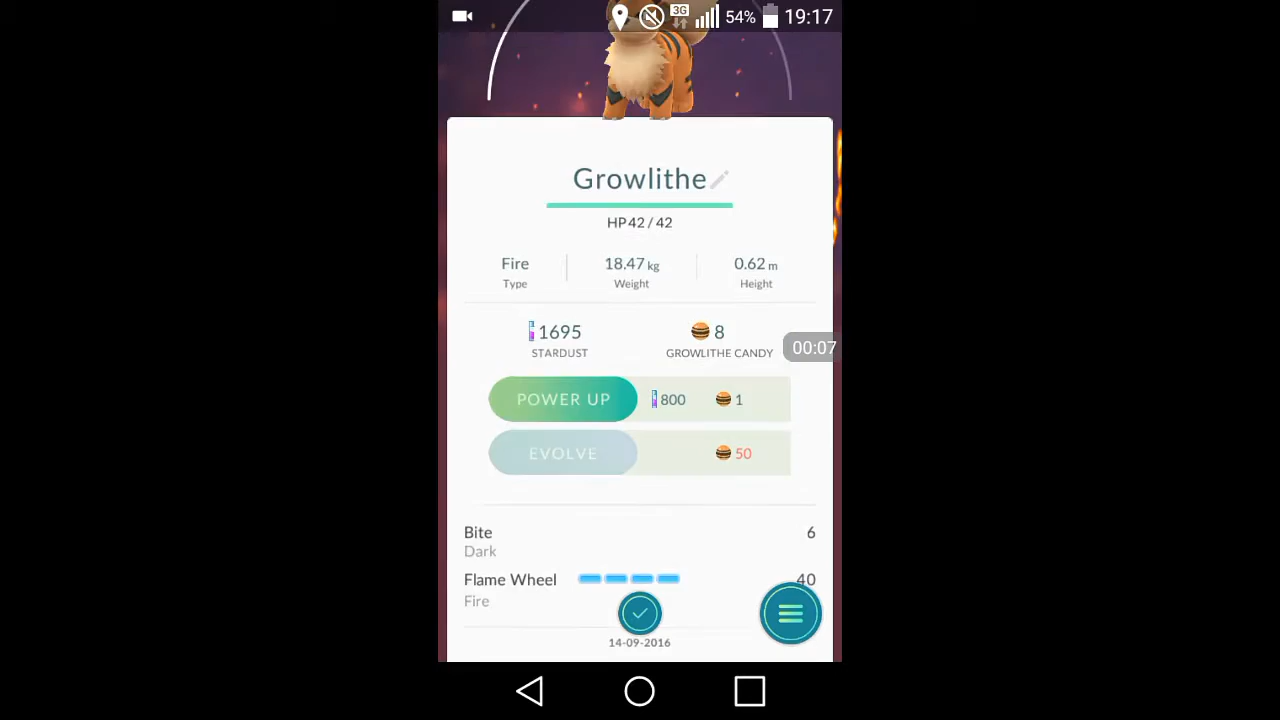 3G 54% 19:17
Growlithe
HP 42 / 42
Fire 18.47 kg 0.62 m
Type Weight Height
1695 8
STARDUST GROWLITHE CANDY
00:07
POWER UP 800 1
EVOLVE 50
Bite 6
Dark
Flame Wheel 40
Fire
14-09-2016